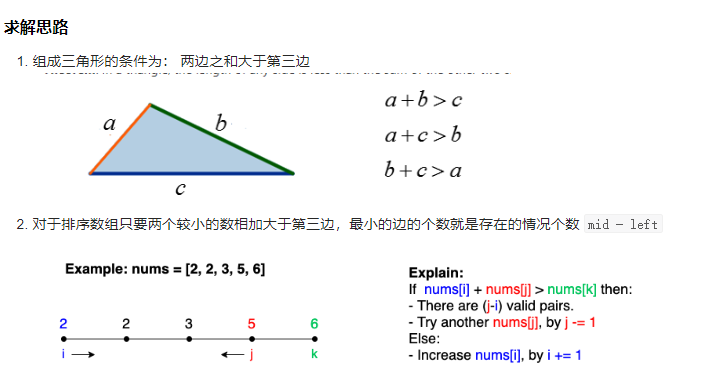 求解思路
1. 组成三角形的条件为： 两边之和大于第三边
a+b>c
a+c>b
b+c>a
a
b
c
2. 对于排序数组只要两个较小的数相加大于第三边，最小的边的个数就是存在的情况个数 mid - left
Example: nums = [2, 2, 3, 5, 6]
2 2 3 5 6
i j k
Explain:
If nums[i] + nums[j] > nums[k] then:
- There are (j-i) valid pairs.
- Try another nums[j], by j -= 1
Else:
- Increase nums[i], by i += 1